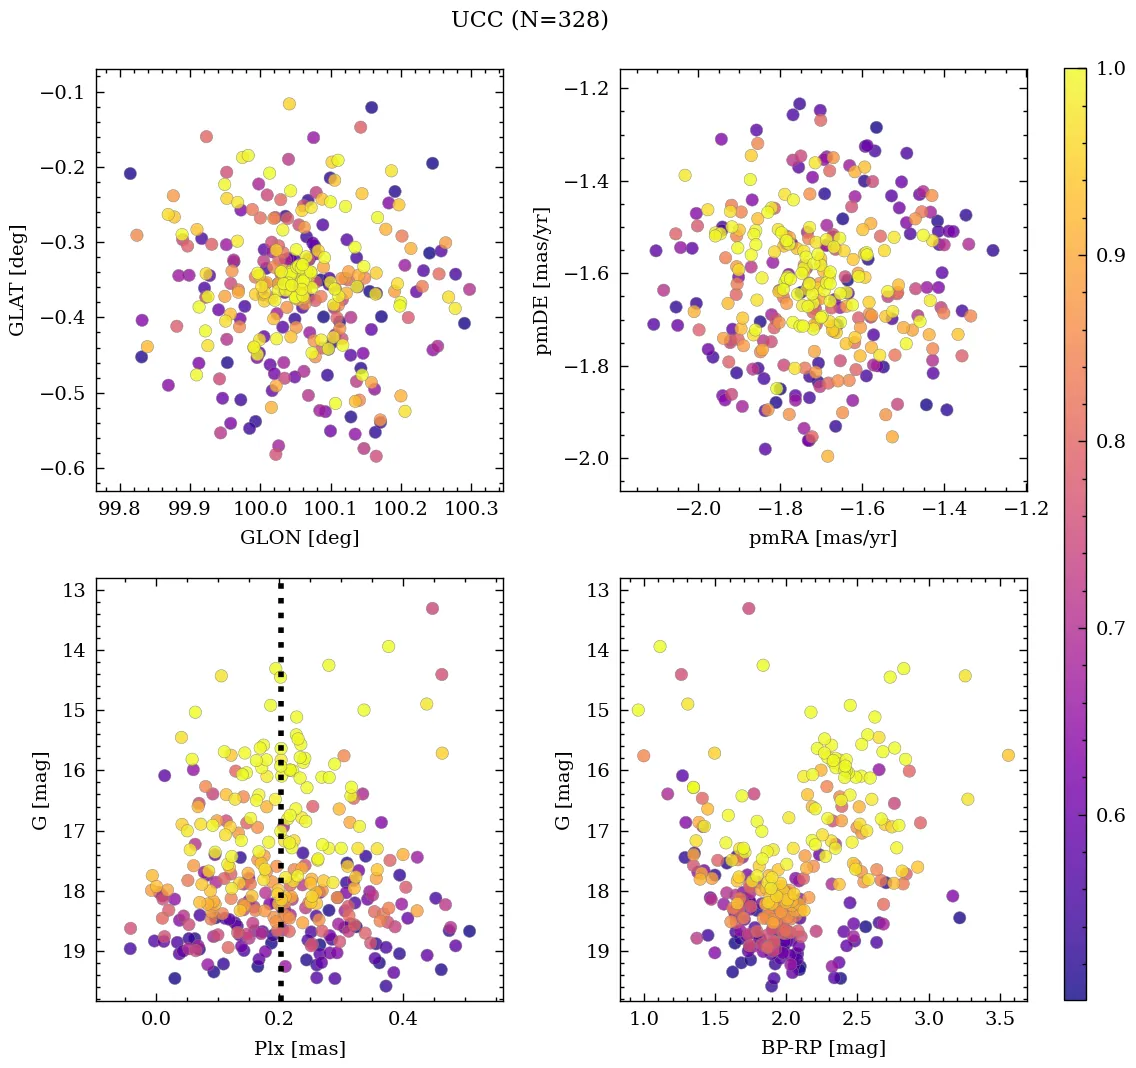 UCC (N=328)
−0.1
−0.2
−0.3
−0.4
−0.5
−0.6
GLAT [deg]
99.8 99.9 100.0 100.1 100.2 100.3
GLON [deg]
−1.2
−1.4
−1.6
−1.8
−2.0
pmDE [mas/yr]
−2.0 −1.8 −1.6 −1.4 −1.2
pmRA [mas/yr]
1.0
0.9
0.8
0.7
0.6
13
14
15
16
17
18
19
G [mag]
0.0 0.2 0.4
Plx [mas]
13
14
15
16
17
18
19
G [mag]
1.0 1.5 2.0 2.5 3.0 3.5
BP-RP [mag]